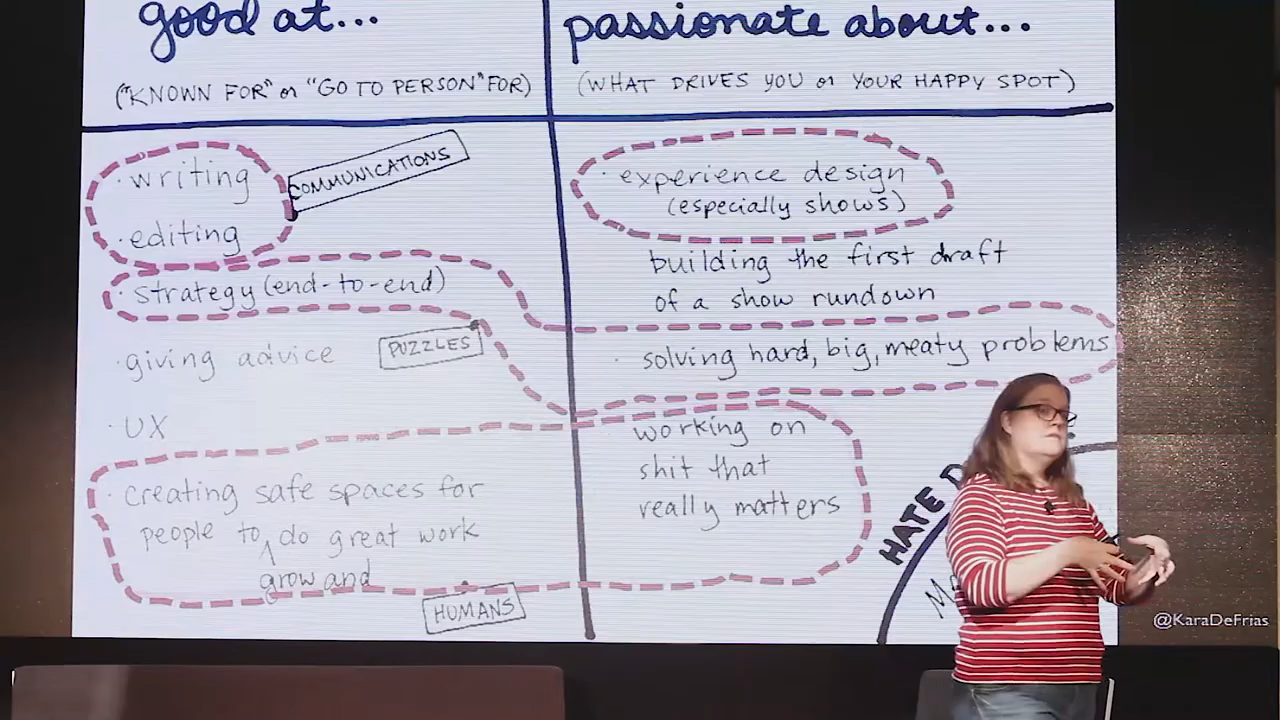 good at...
("KNOWN FOR" or "GO TO PERSON" FOR)
· writing
· editing
COMMUNICATIONS
· strategy (end-to-end)
· giving advice
PUZZLES
· UX
· creating safe spaces for
people to do great work
grow and
HUMANS
passionate about...
(WHAT DRIVES YOU or YOUR HAPPY SPOT)
· experience design
(especially shows)
building the first draft
of a show rundown
· solving hard, big, meaty problems
working on
shit that
really matters
HATE
@KaraDeFrias